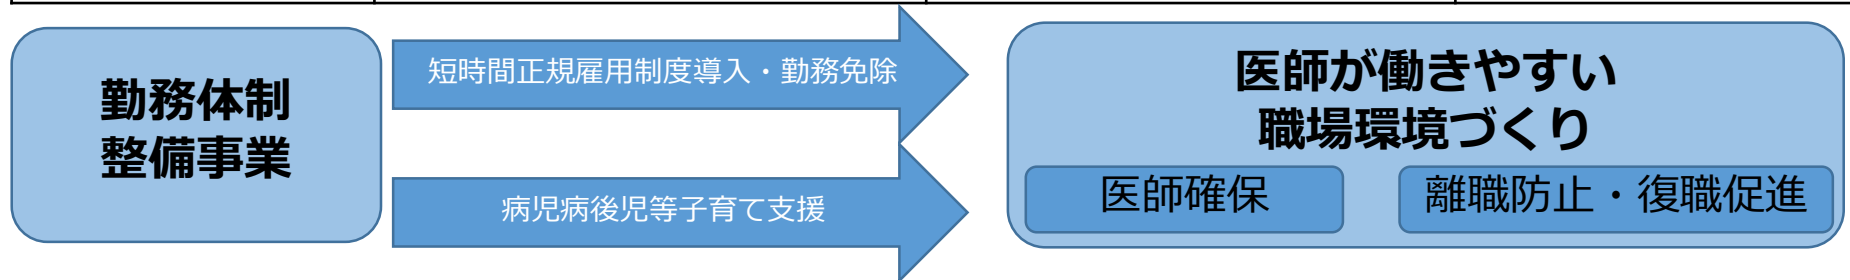 勤務体制
整備事業
短時間正規雇用制度導入・勤務免除
病児病後児等子育て支援
医師が働きやすい
職場環境づくり
医師確保
離職防止・復職促進